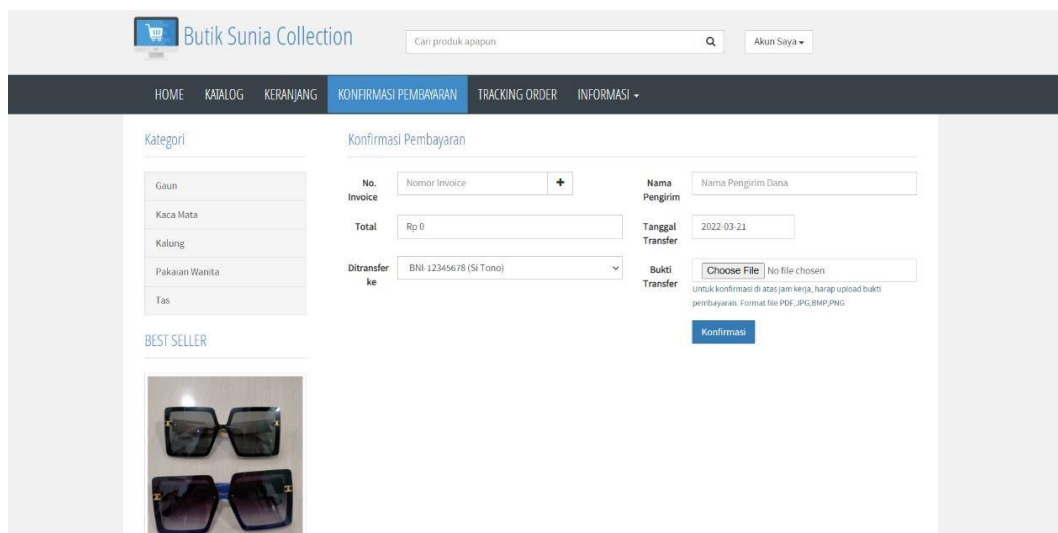 Butik Sunia Collection
Cari produk apapun
Akun Saya
HOME KATALOG KERANJANG KONFIRMASI PEMBAYARAN TRACKING ORDER INFORMASI
Kategori
Gaun
Kaca Mata
Kalung
Pakaian Wanita
Tas
BEST SELLER
Konfirmasi Pembayaran
No.
Invoice
Nomor Invoice
Total
Rp 0
Ditransfer
ke
BNI-12345678 (Si Tono)
Nama
Pengirim
Nama Pengirim Dana
Tanggal
Transfer
2022-03-21
Bukti
Transfer
Choose File No file chosen
Untuk konfirmasi di atas jam kerja, harap upload bukti
pembayaran. Format file PDF,JPG,BMP,PNG
Konfirmasi